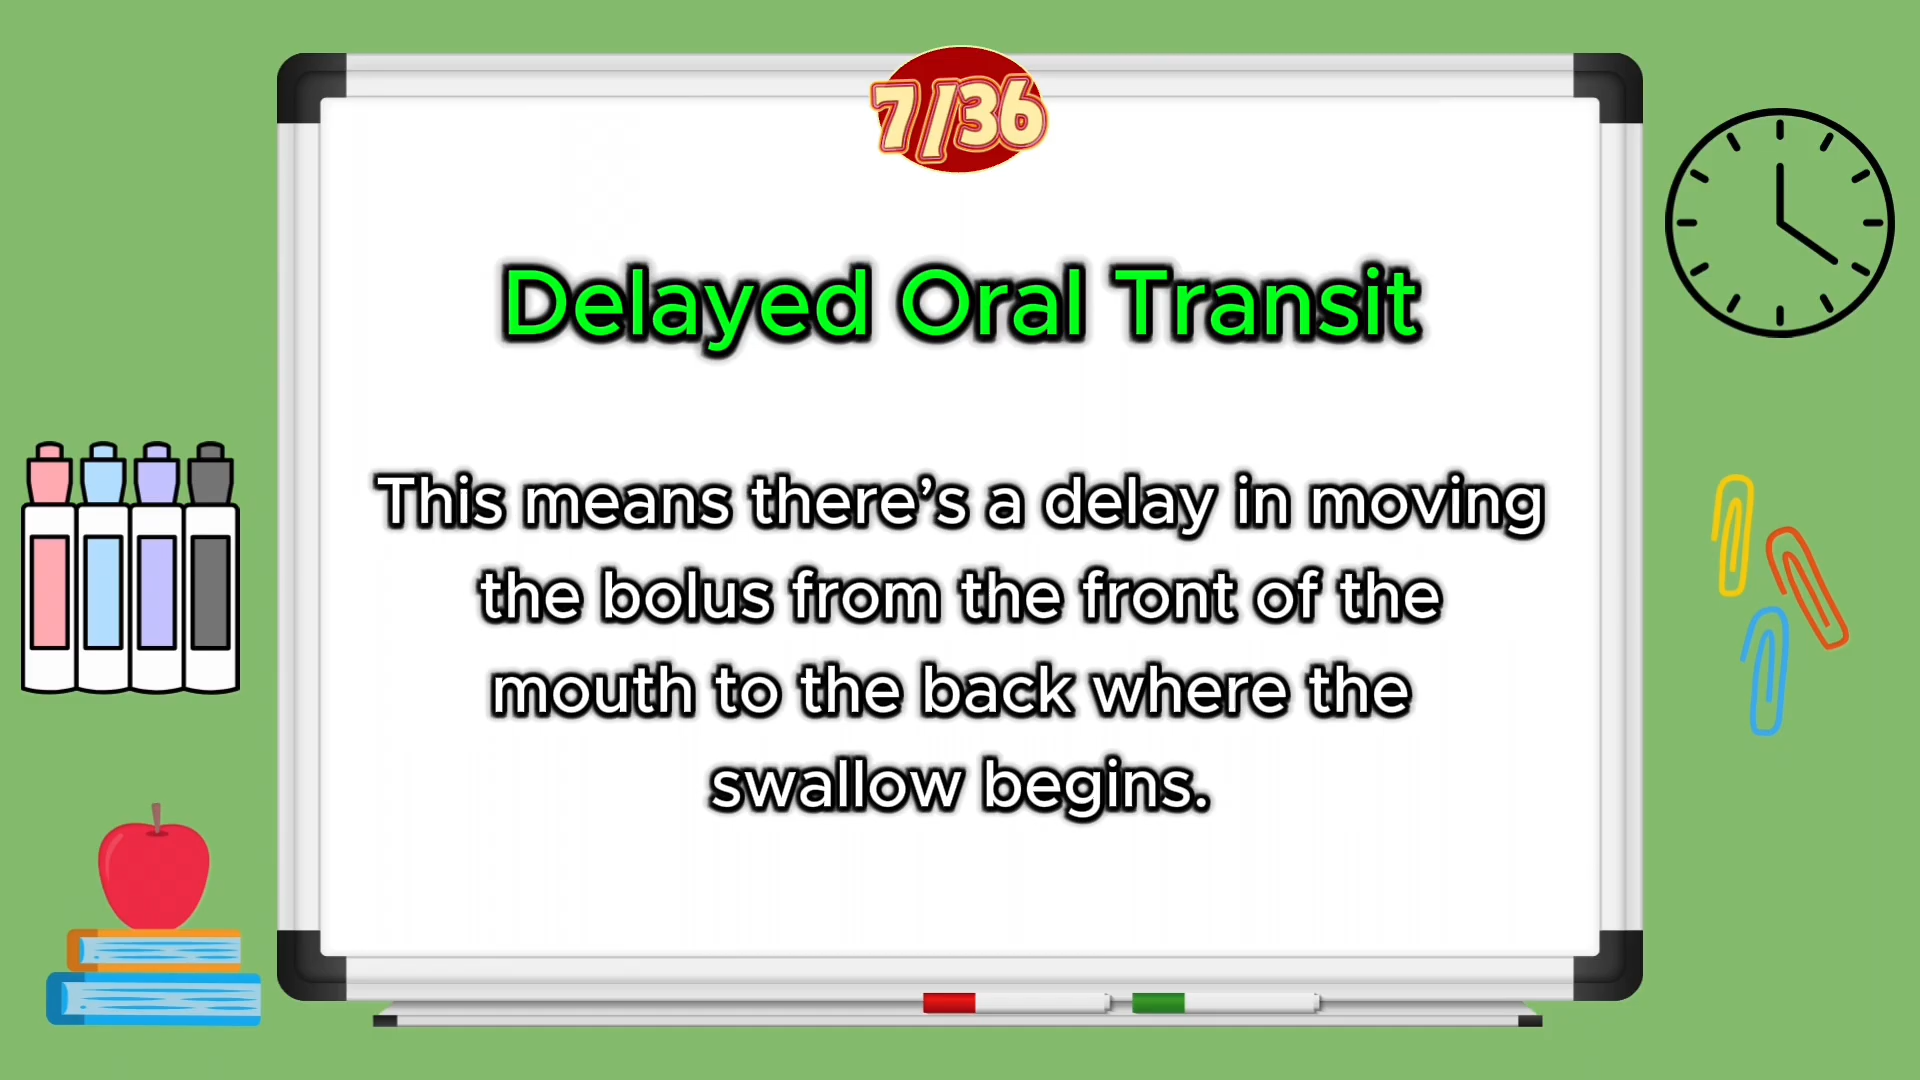 7/36
Delayed Oral Transit
This means there’s a delay in moving
the bolus from the front of the
mouth to the back where the
swallow begins.